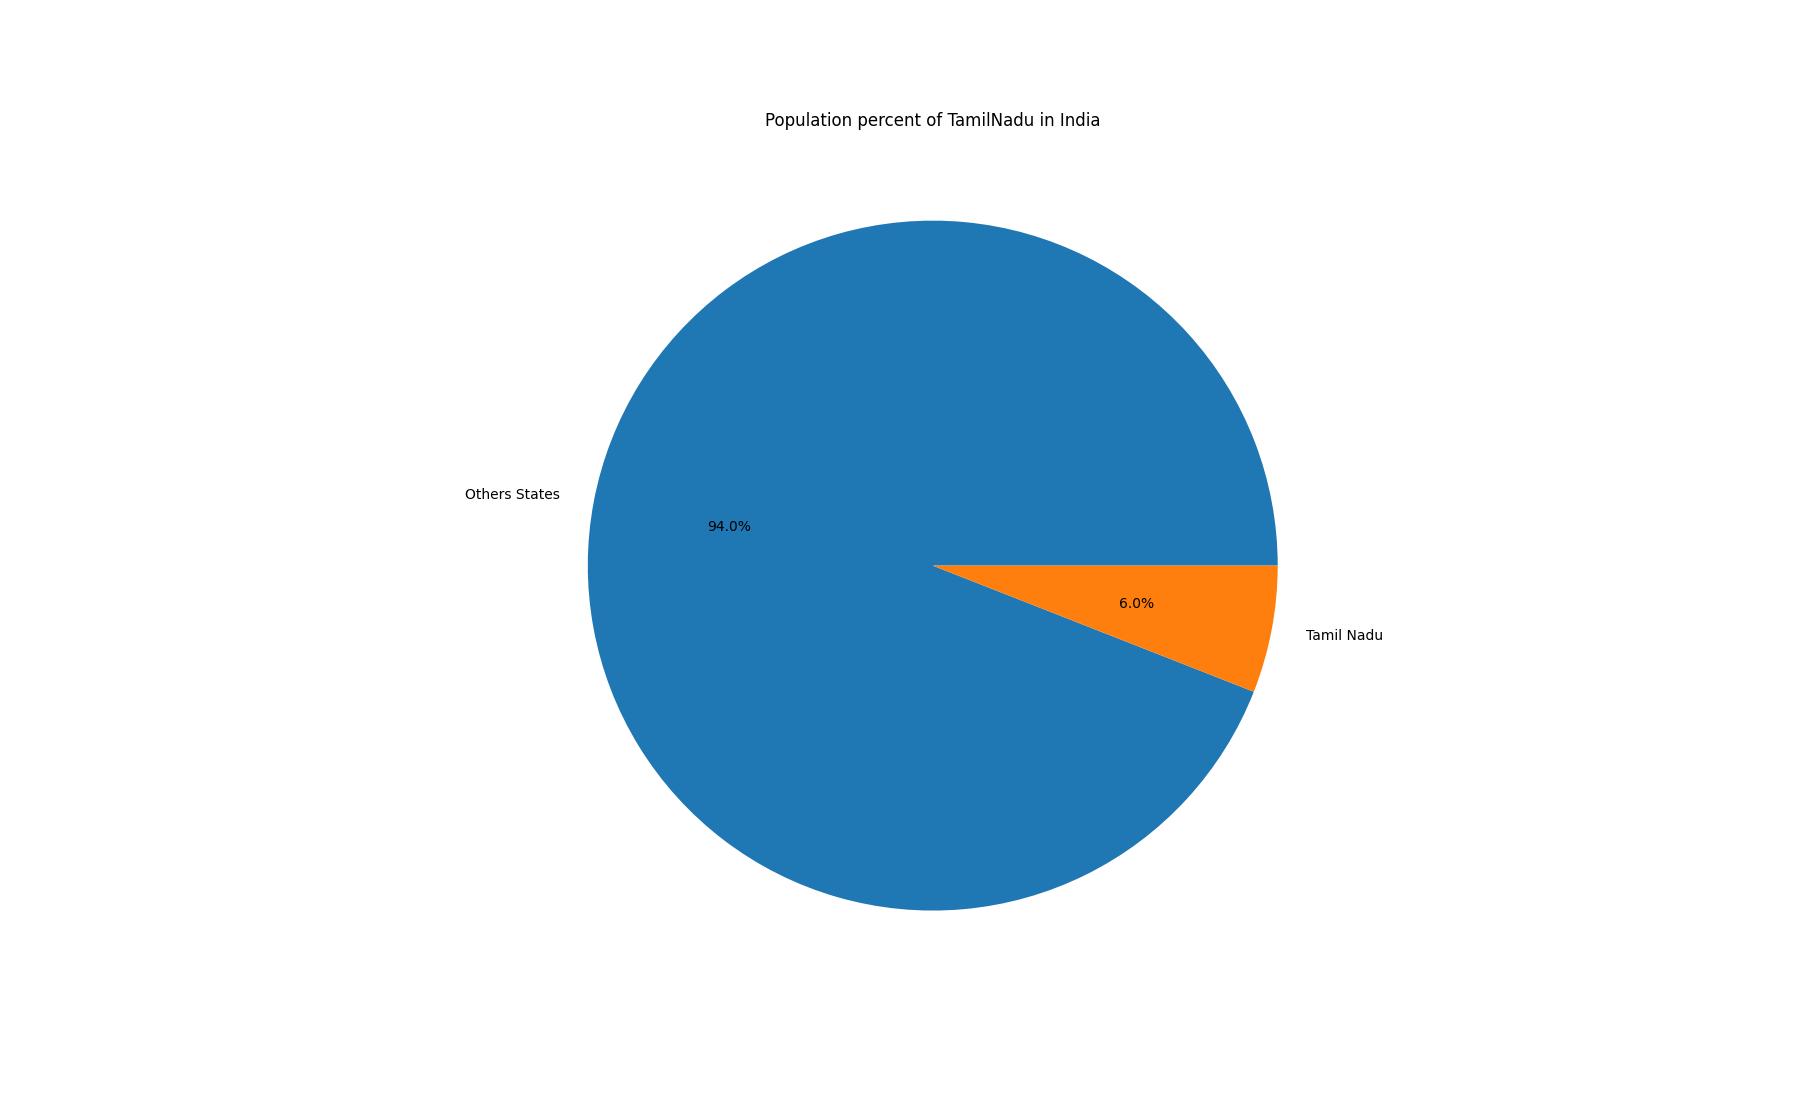 Population percent of TamilNadu in India
Others States
94.0%
6.0%
Tamil Nadu